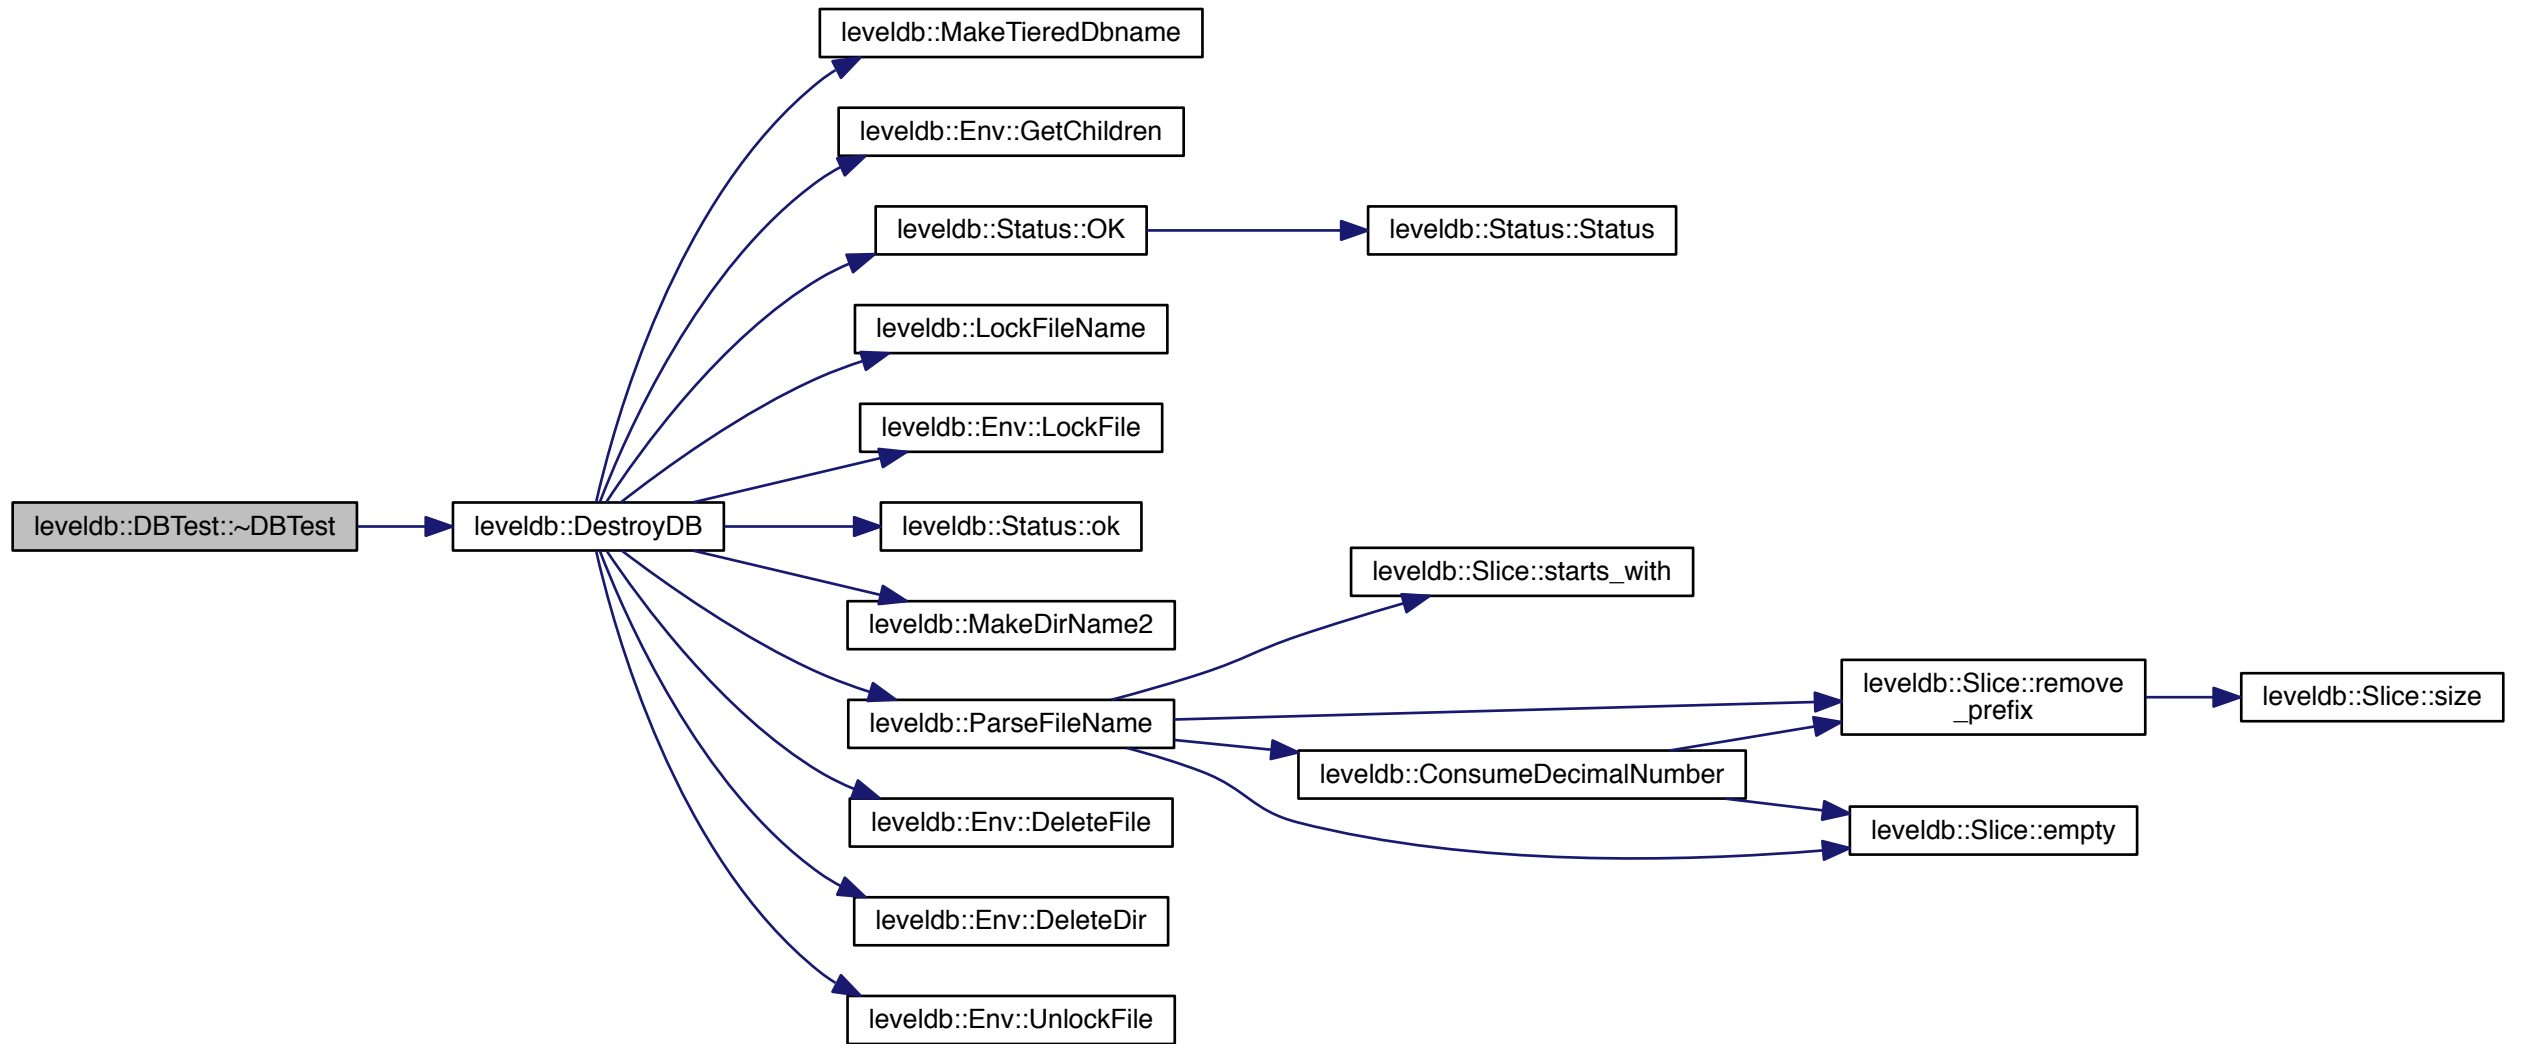 leveldb::MakeTieredDbname
leveldb::Env::GetChildren
leveldb::Status::OK
leveldb::Status::Status
leveldb::LockFileName
leveldb::Env::LockFile
leveldb::DBTest::~DBTest
leveldb::DestroyDB
leveldb::Status::ok
leveldb::Slice::starts_with
leveldb::MakeDirName2
leveldb::Slice::remove
_prefix
leveldb::Slice::size
leveldb::ParseFileName
leveldb::ConsumeDecimalNumber
leveldb::Env::DeleteFile
leveldb::Slice::empty
leveldb::Env::DeleteDir
leveldb::Env::UnlockFile